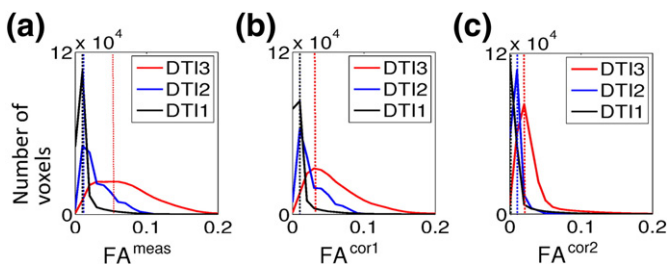 (a) (b) (c)
12 × 10⁴ 12 × 10⁴ 12 × 10⁴
DTI3 DTI3 DTI3
DTI2 DTI2 DTI2
DTI1 DTI1 DTI1
Number of
voxels
0 0 0
0 0.1 0.2 0 0.1 0.2 0 0.1 0.2
FA^meas FA^cor1 FA^cor2